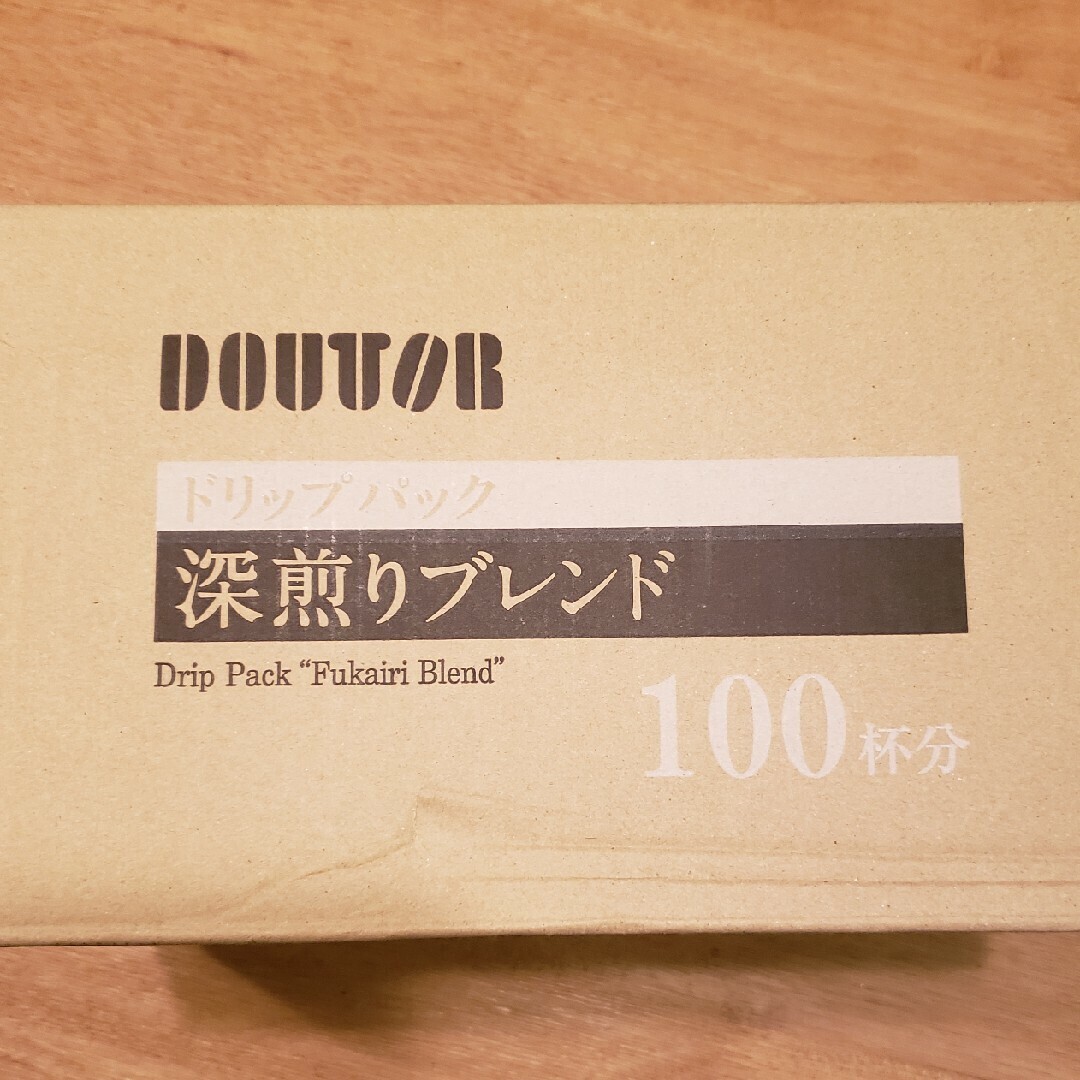 DOUTOR
ドリップ パック
深煎りブレンド
Drip Pack “Fukairi Blend”
100杯分